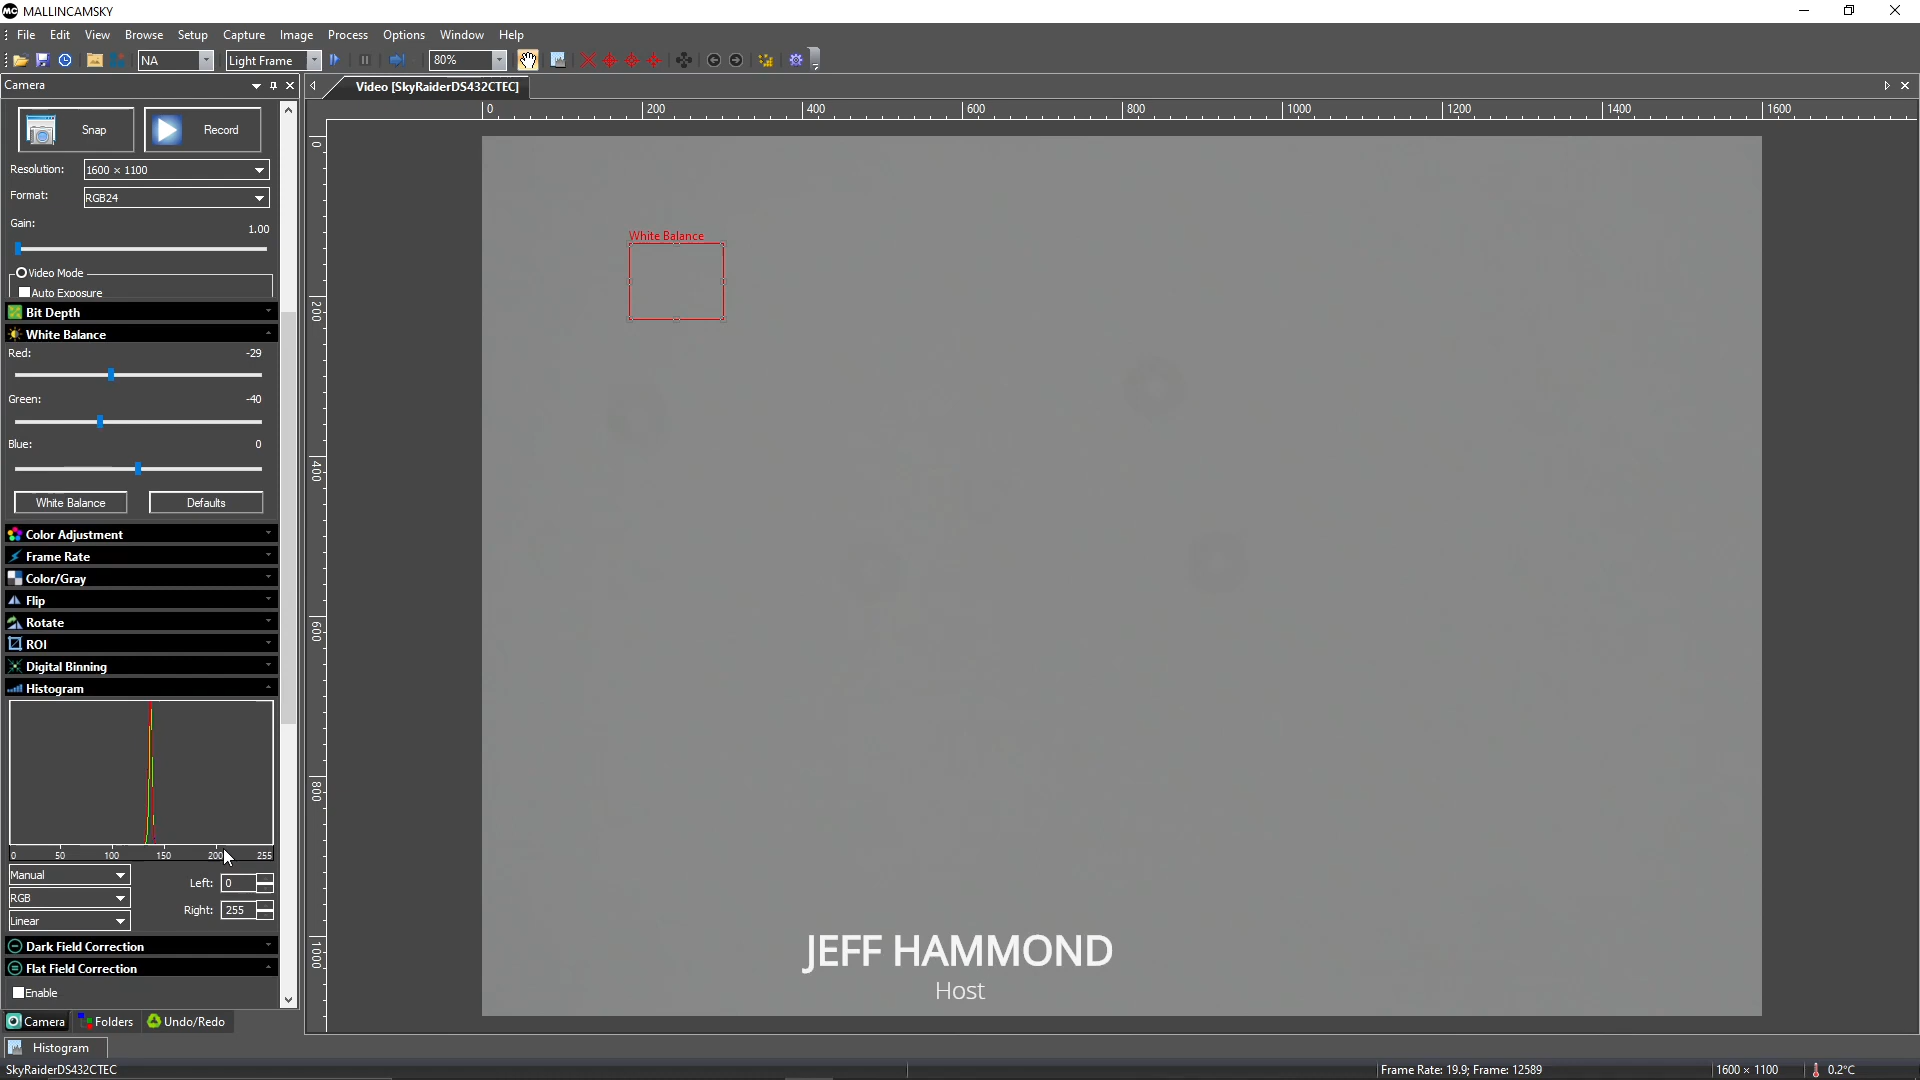 MALLINCAMSKY
File Edit View Browse Setup Capture Image Process Options Window Help
NA Light Frame 80%
Camera
Video [SkyRaiderDS432CTEC]
0 200 400 600 800 1000 1200 1400 1600
Snap Record
Resolution: 1600 × 1100
Format: RGB24
Gain: 1.00
Video Mode
Auto Exposure
Bit Depth
White Balance
Red: -29
Green: -40
Blue: 0
White Balance Defaults
Color Adjustment
Frame Rate
Color/Gray
Flip
Rotate
ROI
Digital Binning
Histogram
0 50 100 150 200 255
Manual
Left: 0
RGB
Right: 255
Linear
Dark Field Correction
Flat Field Correction
Enable
Camera Folders Undo/Redo
0
200
400
600
800
1000
White Balance
JEFF HAMMOND
Host
Histogram
SkyRaiderDS432CTEC
Frame Rate: 19.9; Frame: 12589
1600 × 1100
0.2°C